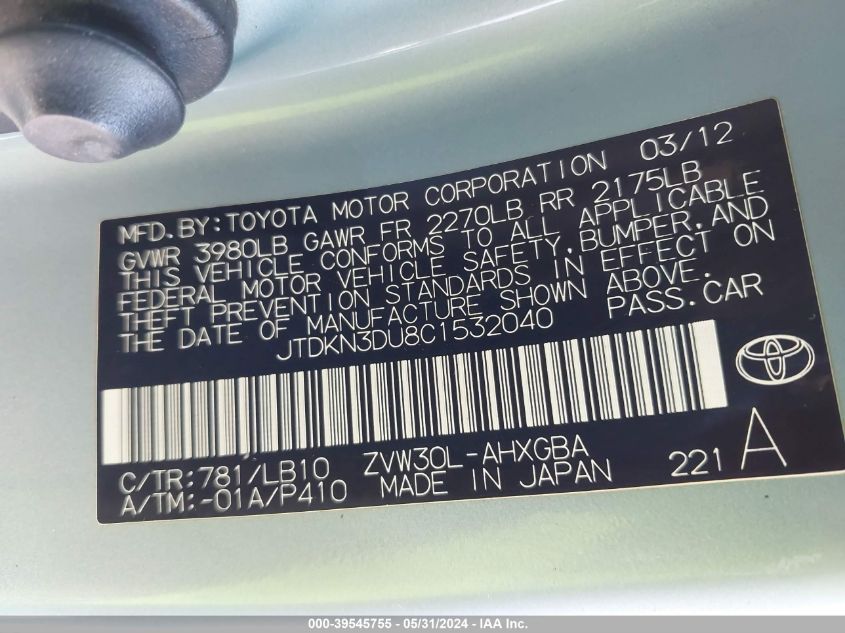 MFD.BY:TOYOTA MOTOR CORPORATION 03/12
GVWR 3980LB GAWR FR 2270LB RR 2175LB
THIS VEHICLE CONFORMS TO ALL APPLICABLE
FEDERAL MOTOR VEHICLE SAFETY,BUMPER,AND
THEFT PREVENTION STANDARDS IN EFFECT ON
THE DATE OF MANUFACTURE SHOWN ABOVE.
JTDKN3DU8C1532040 PASS.CAR
C/TR:781/LB10 ZVW30L-AHXGBA
A/TM:-01A/P410 MADE IN JAPAN 221 A
000-39545755 - 05/31/2024 - IAA Inc.